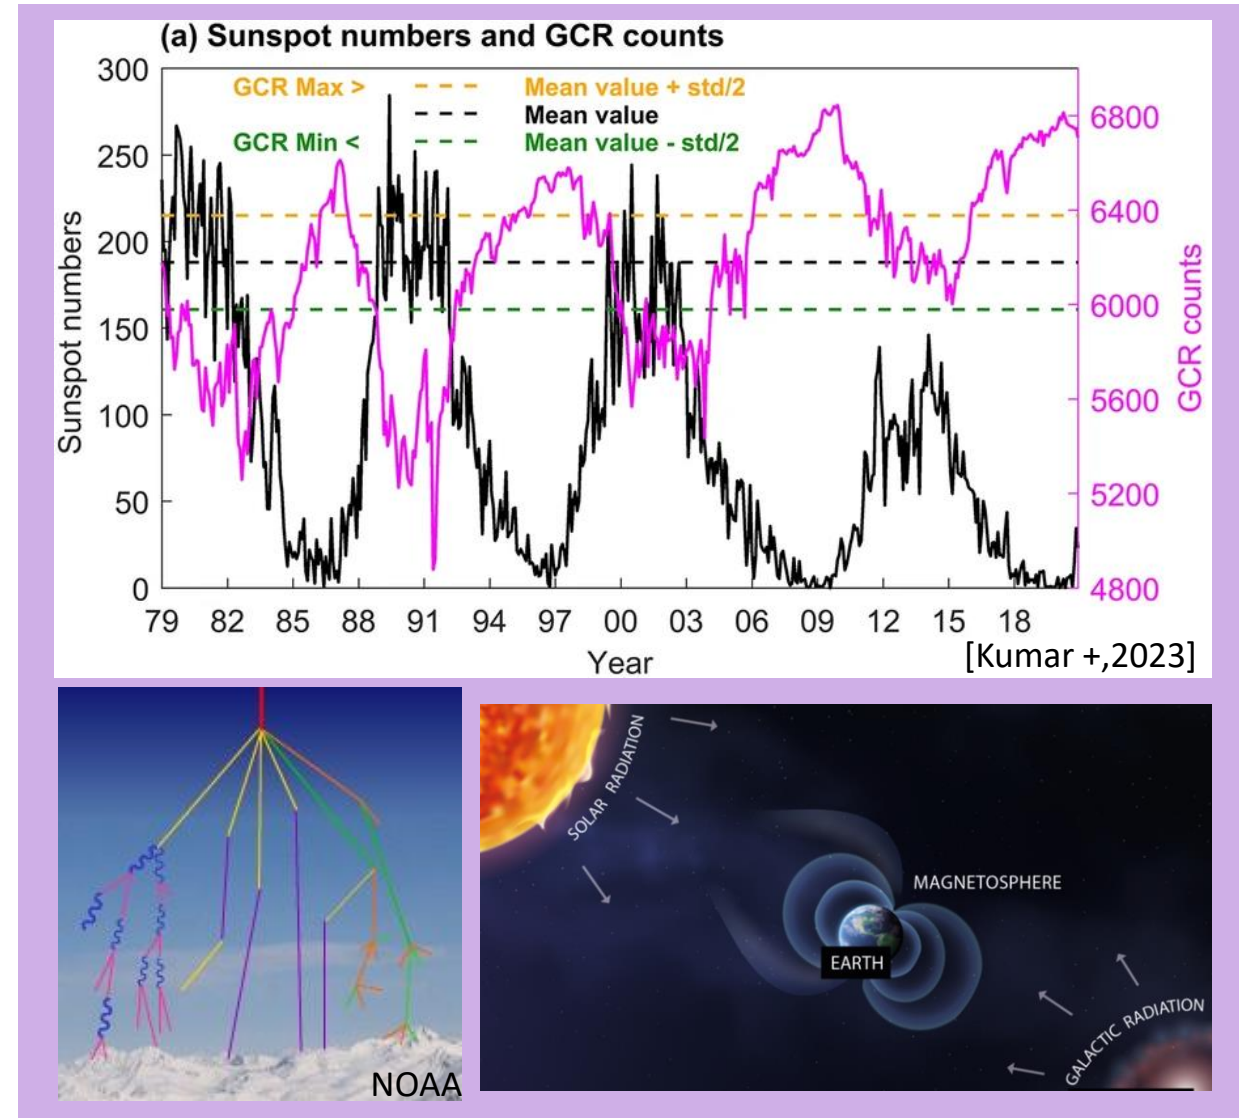 (a) Sunspot numbers and GCR counts
GCR Max > Mean value + std/2
Mean value
GCR Min < Mean value - std/2
Sunspot numbers
300
250
200
150
100
50
0
6800
6400
6000
5600
5200
4800
GCR counts
79 82 85 88 91 94 97 00 03 06 09 12 15 18
Year
[Kumar +,2023]
NOAA
SOLAR RADIATION
MAGNETOSPHERE
EARTH
GALACTIC RADIATION